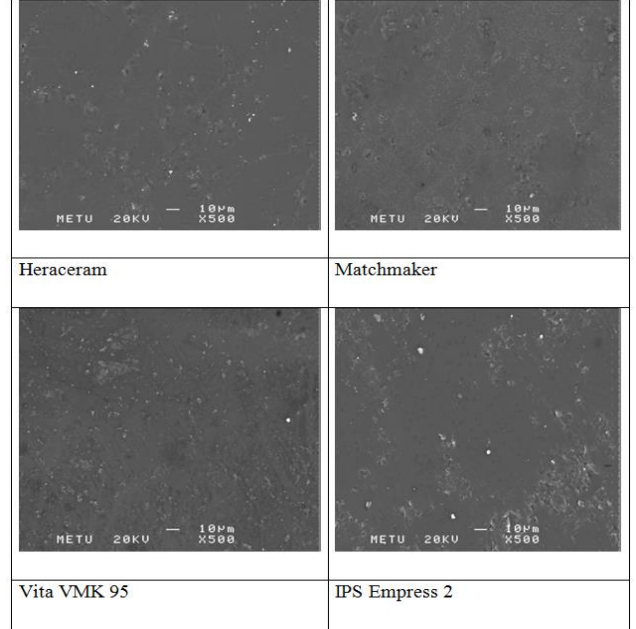 10µm
METU 20KV X500
10µm
METU 20KV X500
Heraceram
Matchmaker
10µm
METU 20KV X500
10µm
METU 20KV X500
Vita VMK 95
IPS Empress 2